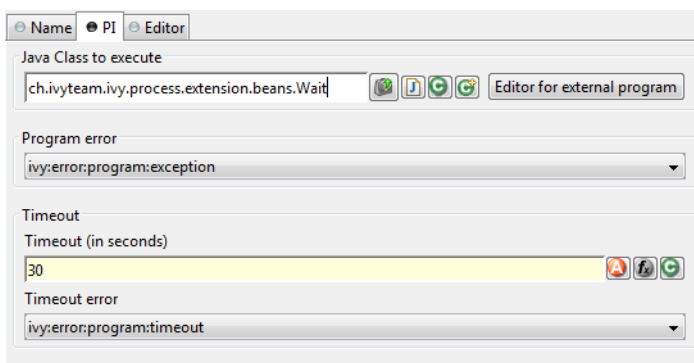 Name PI Editor
Java Class to execute
ch.ivyteam.ivy.process.extension.beans.Wait Editor for external program
Program error
ivy:error:program:exception
Timeout
Timeout (in seconds)
30
Timeout error
ivy:error:program:timeout